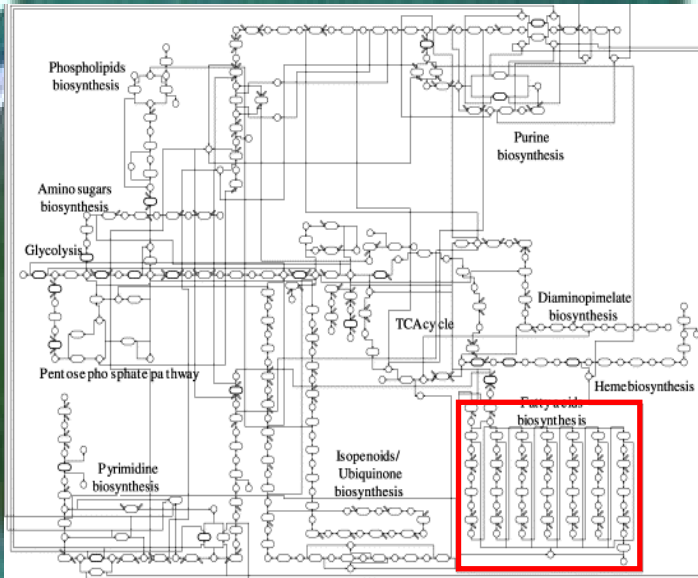 Phospholipids
biosynthesis
Purine
biosynthesis
Amino sugars
biosynthesis
Glycolysis
TCA cycle
Diaminopimelate
biosynthesis
Pentose phosphate pathway
Heme biosynthesis
Fatty acids
biosynthesis
Pyrimidine
biosynthesis
Isopenoids/
Ubiquinone
biosynthesis